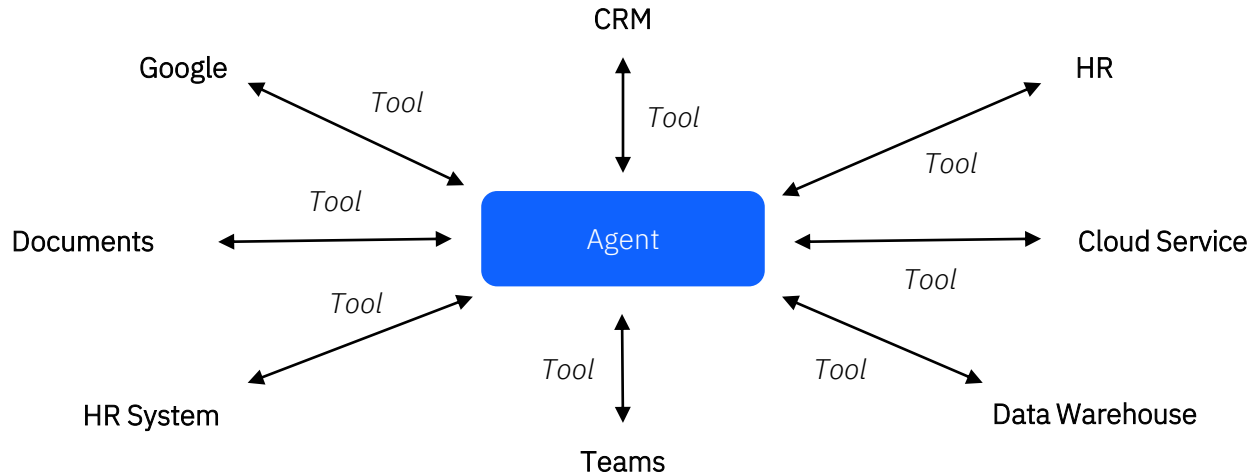 CRM
Google
HR
Tool
Tool
Tool
Tool
Documents
Agent
Cloud Service
Tool
Tool
Tool
Tool
HR System
Data Warehouse
Teams